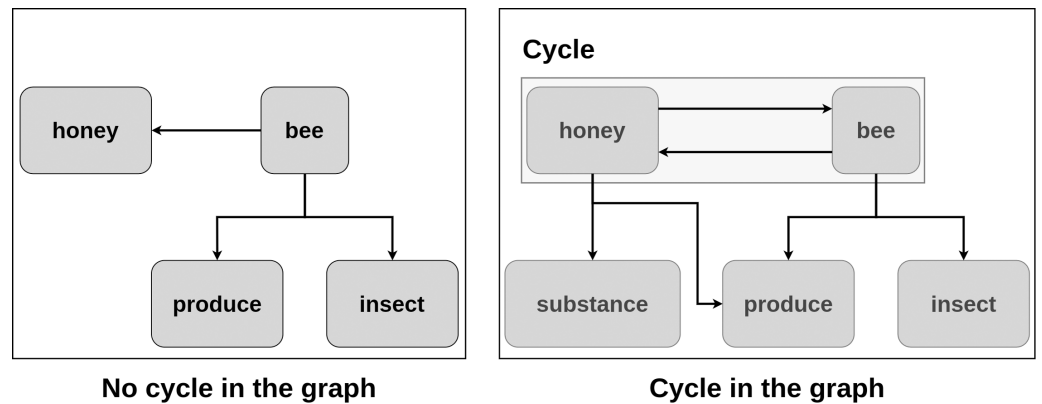 honey
bee
produce
insect
No cycle in the graph
Cycle
honey
bee
substance
produce
insect
Cycle in the graph